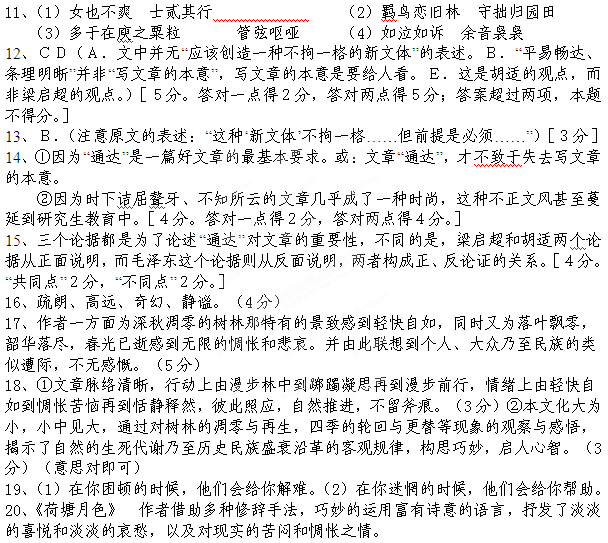 11、（1）女也不爽　士贰其行　（2）羁鸟恋旧林　守拙归园田
（3）多于在庾之粟粒　管弦呕哑　（4）如泣如诉　余音袅袅
12、ＣＤ（Ａ．文中并无“应该创造一种不拘一格的新文体”的表述。Ｂ．“平易畅达、
条理明晰”并非“写文章的本意”，写文章的本意是要给人看。Ｅ．这是胡适的观点，而
非梁启超的观点。）［５分。答对一点得２分，答对两点得５分；答案超过两项，本题
不得分。］
13、Ｂ．（注意原文的表述：“这种‘新文体’不拘一格……但前提是必须……”）［３分］
14、①因为“通达”是一篇好文章的最基本要求。或：文章“通达”，才不致于失去写文章
的本意。
②因为时下诘屈聱牙、不知所云的文章几乎成了一种时尚，这种不正文风甚至蔓
延到研究生教育中。［４分。答对一点得２分，答对两点得４分。］
15、三个论据都是为了论述“通达”对文章的重要性，不同的是，梁启超和胡适两个论
据从正面说明，而毛泽东这个论据则从反面说明，两者构成正、反论证的关系。［４分。
“共同点”２分，“不同点”２分。］
16、疏朗、高远、奇幻、静谧。（4分）
17、作者一方面为深秋凋零的树林那特有的景致感到轻快自如，同时又为落叶飘零，
韶华落尽，春光已逝感到无限的惆怅和悲哀。并由此联想到个人、大众乃至民族的类
似遭际，不无感慨。（5分）
18、①文章脉络清晰，行动上由漫步林中到踯躅凝思再到漫步前行，情绪上由轻快自
如到惆怅苦恼再到恬静释然，彼此照应，自然推进，不留斧痕。（3分）②本文化大为
小，小中见大，通过对树林的凋零与再生，四季的轮回与更替等现象的观察与感悟，
揭示了自然的生死代谢乃至历史民族盛衰沿革的客观规律，构思巧妙，启人心智。（3
分）（意思对即可）
19、（1）在你困顿的时候，他们会给你解难。（2）在你迷惘的时候，他们会给你帮助。
20、《荷塘月色》　作者借助多种修辞手法，巧妙的运用富有诗意的语言，抒发了淡淡
的喜悦和淡淡的哀愁，以及对现实的苦闷和惆怅之情。